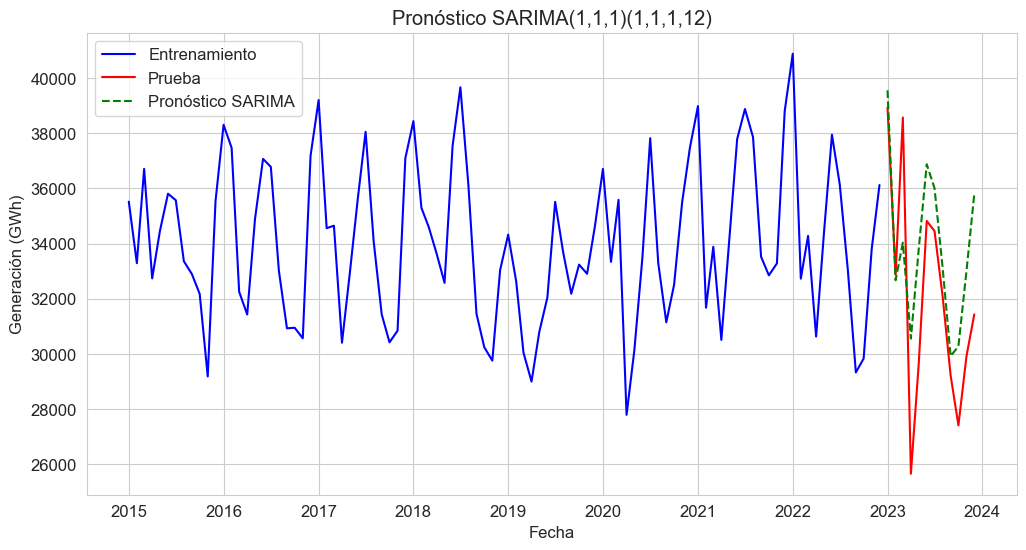 Pronóstico SARIMA(1,1,1)(1,1,1,12)
Entrenamiento
Prueba
Pronóstico SARIMA
Generación (GWh)
40000
38000
36000
34000
32000
30000
28000
26000
2015 2016 2017 2018 2019 2020 2021 2022 2023 2024
Fecha